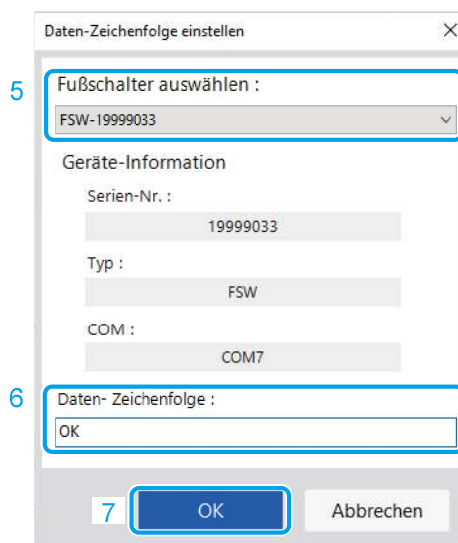 Daten-Zeichenfolge einstellen
5
Fußschalter auswählen :
FSW-19999033
Geräte-Information
Serien-Nr. :
19999033
Typ :
FSW
COM :
COM7
6
Daten- Zeichenfolge :
OK
7 OK Abbrechen